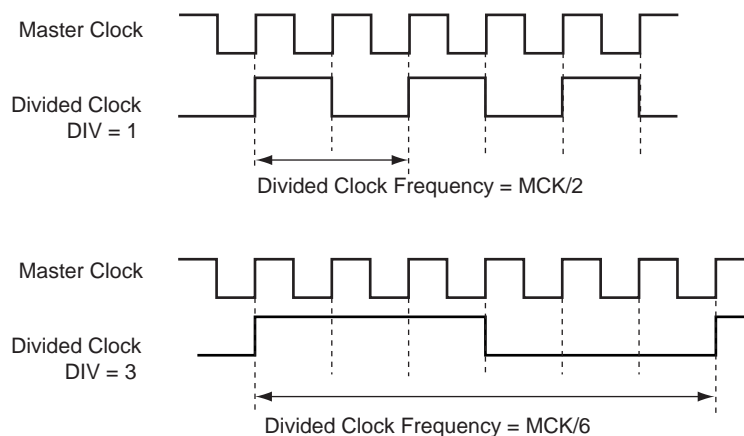 Master Clock
Divided Clock
DIV = 1
Divided Clock Frequency = MCK/2
Master Clock
Divided Clock
DIV = 3
Divided Clock Frequency = MCK/6